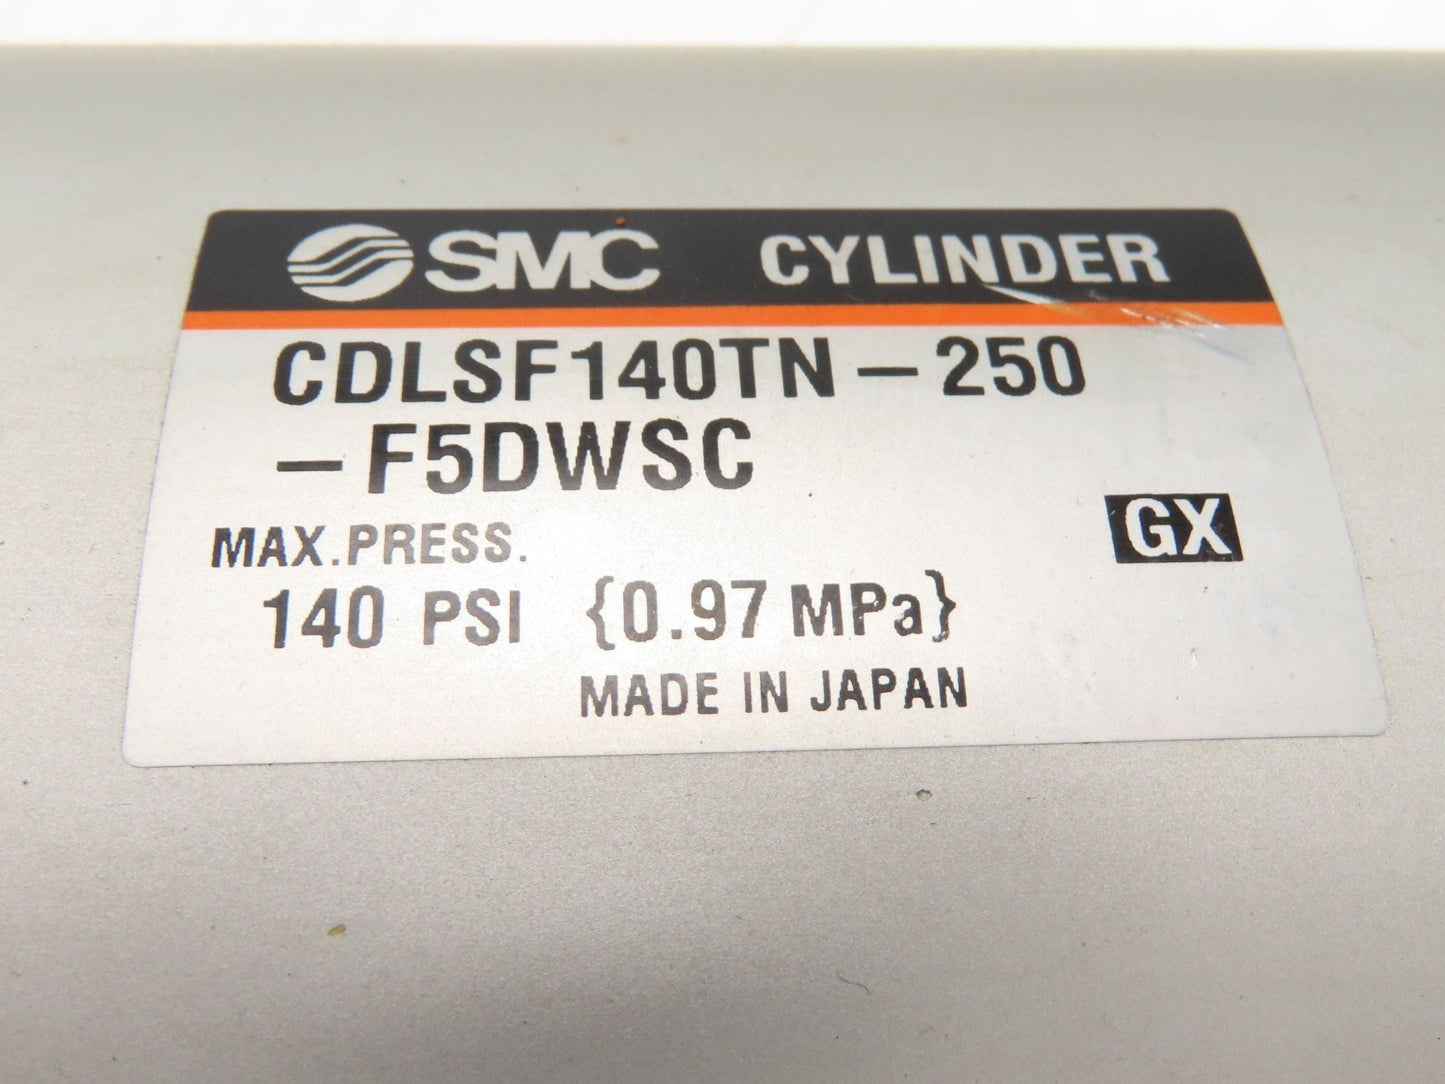 SMC CYLINDER
CDLSF140TN-250
-F5DWSC
MAX.PRESS.
GX
140 PSI {0.97 MPa}
MADE IN JAPAN